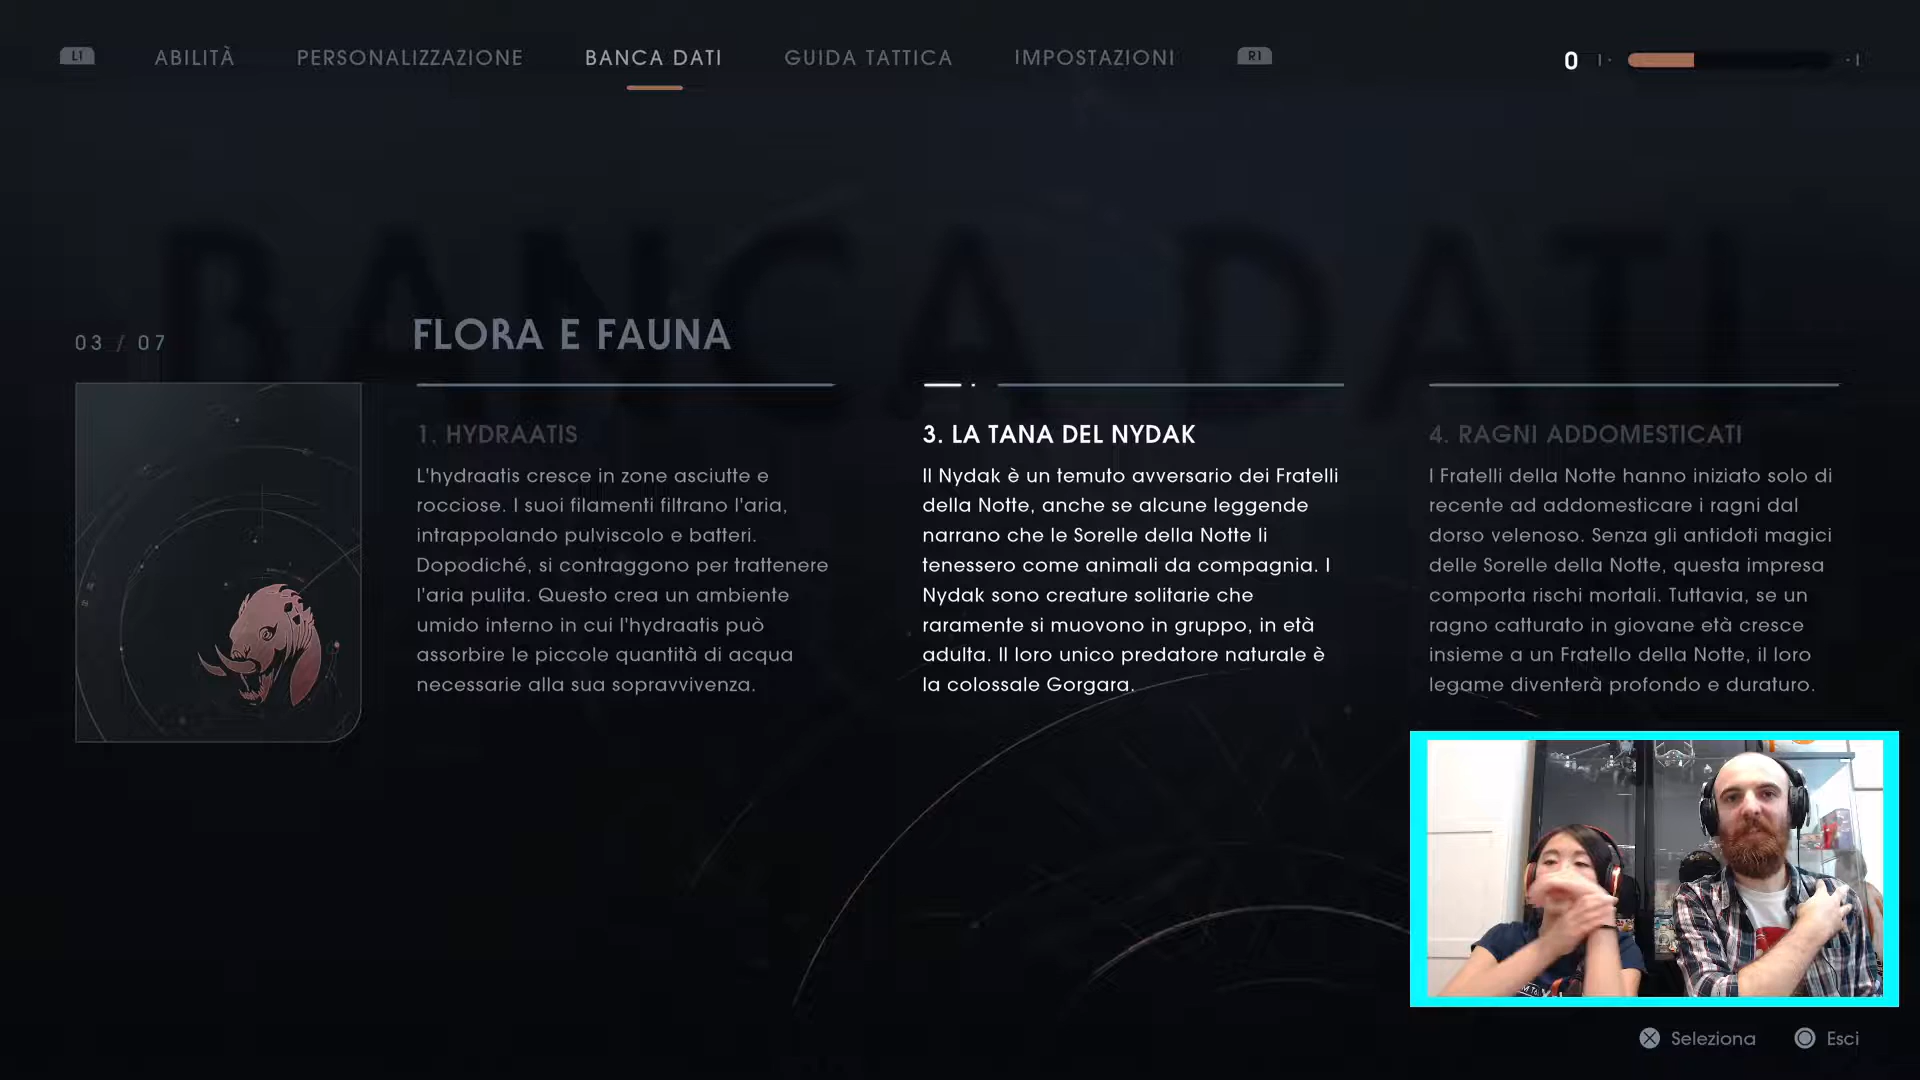 L1 ABILITÀ PERSONALIZZAZIONE BANCA DATI GUIDA TATTICA IMPOSTAZIONI R1 0
BANCA DATI
03 / 07
FLORA E FAUNA
1. HYDRAATIS
L'hydraatis cresce in zone asciutte e
rocciose. I suoi filamenti filtrano l'aria,
intrappolando pulviscolo e batteri.
Dopodiché, si contraggono per trattenere
l'aria pulita. Questo crea un ambiente
umido interno in cui l'hydraatis può
assorbire le piccole quantità di acqua
necessarie alla sua sopravvivenza.
3. LA TANA DEL NYDAK
Il Nydak è un temuto avversario dei Fratelli
della Notte, anche se alcune leggende
narrano che le Sorelle della Notte li
tenessero come animali da compagnia. I
Nydak sono creature solitarie che
raramente si muovono in gruppo, in età
adulta. Il loro unico predatore naturale è
la colossale Gorgara.
4. RAGNI ADDOMESTICATI
I Fratelli della Notte hanno iniziato solo di
recente ad addomesticare i ragni dal
dorso velenoso. Senza gli antidoti magici
delle Sorelle della Notte, questa impresa
comporta rischi mortali. Tuttavia, se un
ragno catturato in giovane età cresce
insieme a un Fratello della Notte, il loro
legame diventerà profondo e duraturo.
Seleziona Esci